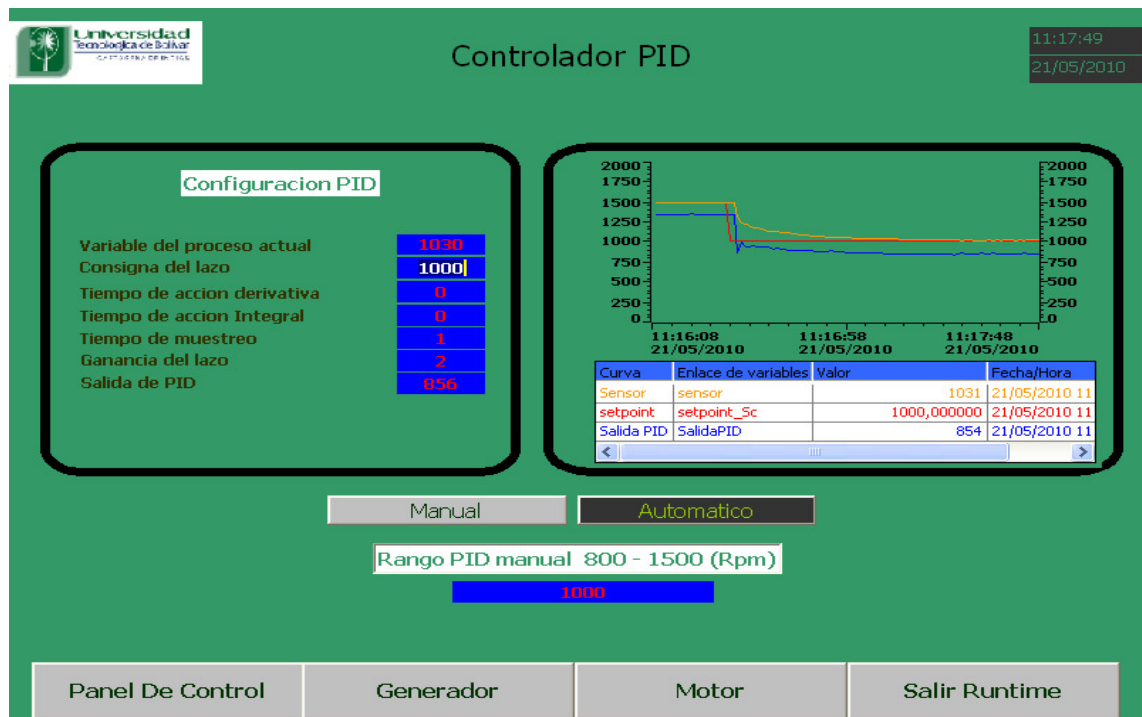 Universidad
Tecnologica de Bolivar
CARTAGENA DE INDIAS
Controlador PID
11:17:49
21/05/2010
Configuracion PID
Variable del proceso actual 1030
Consigna del lazo 1000
Tiempo de accion derivativa 0
Tiempo de accion Integral 0
Tiempo de muestreo 1
Ganancia del lazo 2
Salida de PID 856
2000 2000
1750 1750
1500 1500
1250 1250
1000 1000
750 750
500 500
250 250
0 0
11:16:08 11:16:58 11:17:48
21/05/2010 21/05/2010 21/05/2010
Curva Enlace de variables Valor Fecha/Hora
Sensor sensor 1031 21/05/2010 11
setpoint setpoint_Sc 1000,000000 21/05/2010 11
Salida PID SalidaPID 854 21/05/2010 11
Manual Automatico
Rango PID manual 800 - 1500 (Rpm)
1000
Panel De Control Generador Motor Salir Runtime